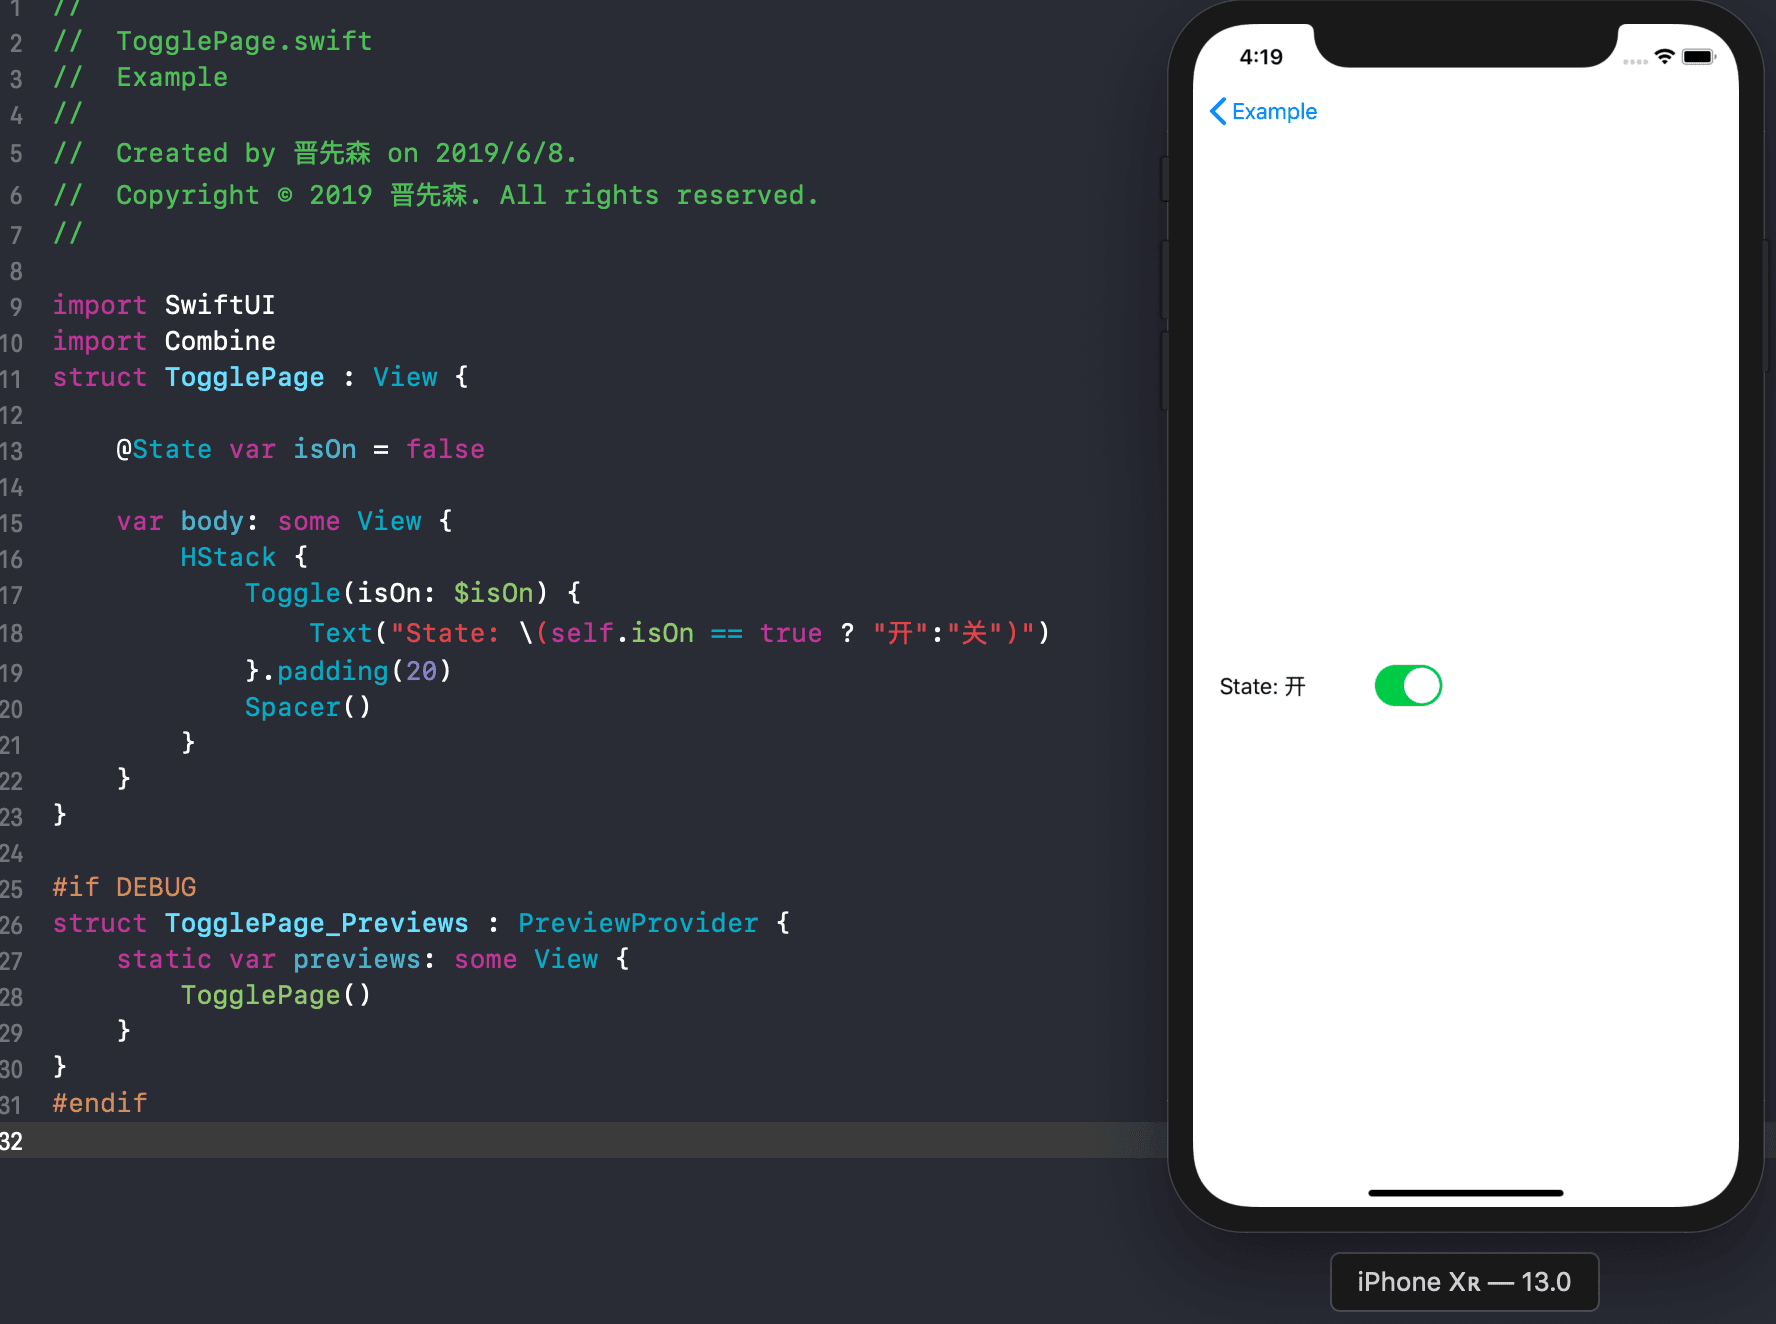 1 //
2 //  TogglePage.swift
3 //  Example
4 //
5 //  Created by 晋先森 on 2019/6/8.
6 //  Copyright © 2019 晋先森. All rights reserved.
7 //
8
9 import SwiftUI
10 import Combine
11 struct TogglePage : View {
12
13     @State var isOn = false
14
15     var body: some View {
16         HStack {
17             Toggle(isOn: $isOn) {
18                 Text("State: \(self.isOn == true ? "开":"关")")
19             }.padding(20)
20             Spacer()
21         }
22     }
23 }
24
25 #if DEBUG
26 struct TogglePage_Previews : PreviewProvider {
27     static var previews: some View {
28         TogglePage()
29     }
30 }
31 #endif
32
4:19
Example
State: 开
iPhone Xʀ — 13.0